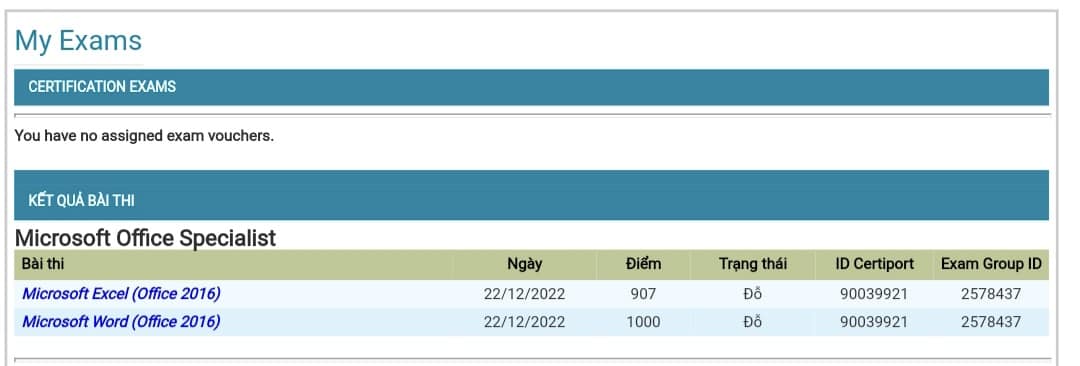 My Exams
CERTIFICATION EXAMS
You have no assigned exam vouchers.
KẾT QUẢ BÀI THI
Microsoft Office Specialist
Bài thi Ngày Điểm Trạng thái ID Certiport Exam Group ID
Microsoft Excel (Office 2016) 22/12/2022 907 Đỗ 90039921 2578437
Microsoft Word (Office 2016) 22/12/2022 1000 Đỗ 90039921 2578437